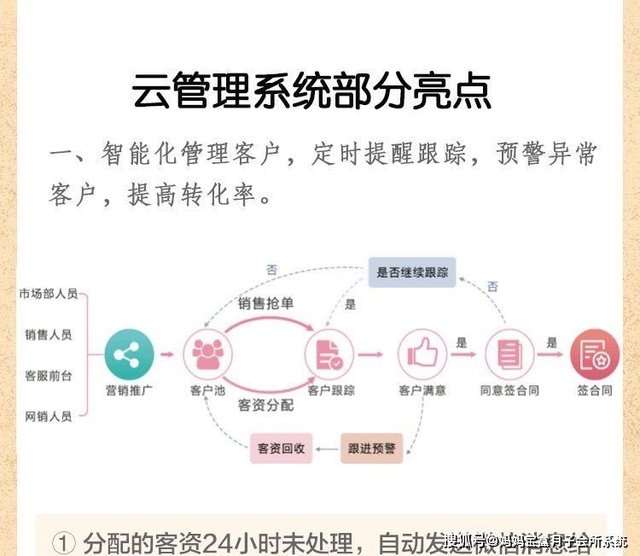 云管理系统部分亮点
一、智能化管理客户，定时提醒跟踪，预警异常
客户，提高转化率。
是否继续跟踪
否
否
市场部人员
销售抢单
是
销售人员
是
是
客服前台
营销推广
客户池
客户跟踪
客户满意
同意签合同
签合同
网销人员
客资分配
客资回收
跟进预警
① 分配的客资24小时未处理，自动发
搜狐号@妈妈宝盒月子会所系统